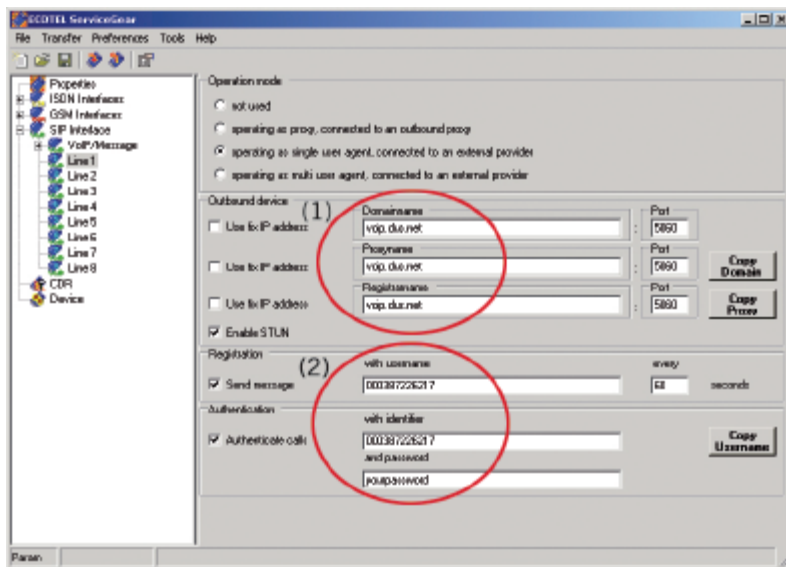 ECOTEL ServiceGear
File Transfer Preferences Tools Help
Properties
ISDN Interfaces
GSM Interfaces
SIP Interface
VoIP/Message
Line 1
Line 2
Line 3
Line 4
Line 5
Line 6
Line 7
Line 8
CDR
Device
Operation mode
not used
operating as proxy, connected to an outbound proxy
operating as single user agent, connected to an external provider
operating as multi user agent, connected to an external provider
Outbound device
(1)
Domainname
Port
Use fix IP address
voip.dus.net
:
5060
Proxyname
Port
Use fix IP address
voip.dus.net
:
5060
Copy Domain
Registrarname
Port
Use fix IP address
voip.dus.net
:
5060
Copy Proxy
Enable STUN
Registration
(2)
with username
every
Send message
000387226217
60
seconds
Authentication
with identifier
Authenticate calls
000387226217
Copy Username
and password
yourpassword
Param